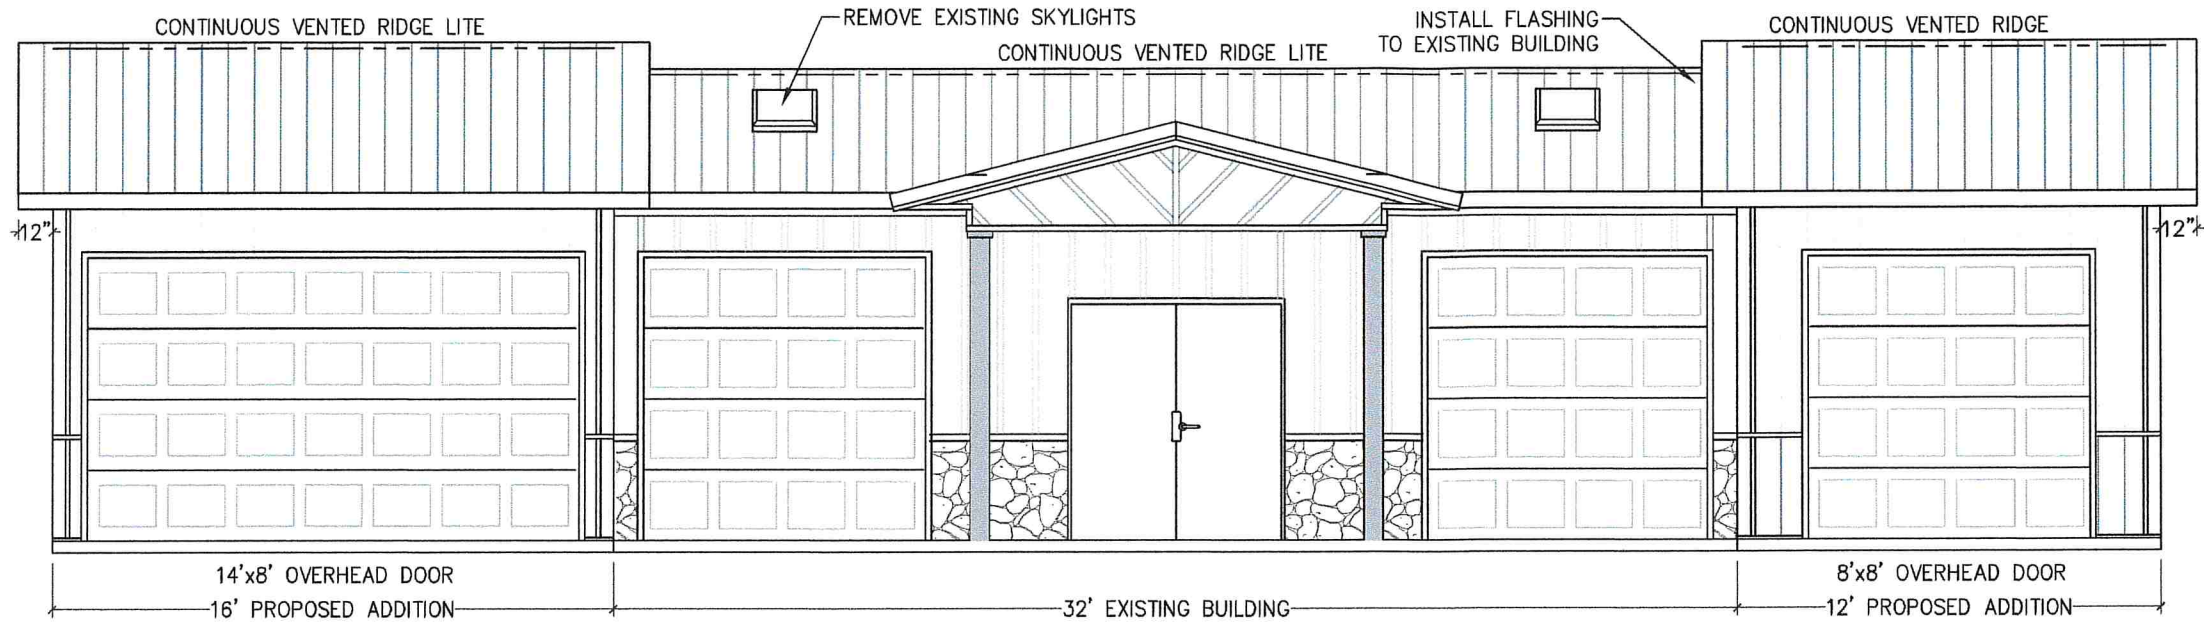 CONTINUOUS VENTED RIDGE LITE
REMOVE EXISTING SKYLIGHTS
CONTINUOUS VENTED RIDGE LITE
INSTALL FLASHING
TO EXISTING BUILDING
CONTINUOUS VENTED RIDGE
12"
12"
14'x8' OVERHEAD DOOR
8'x8' OVERHEAD DOOR
16' PROPOSED ADDITION
32' EXISTING BUILDING
12' PROPOSED ADDITION